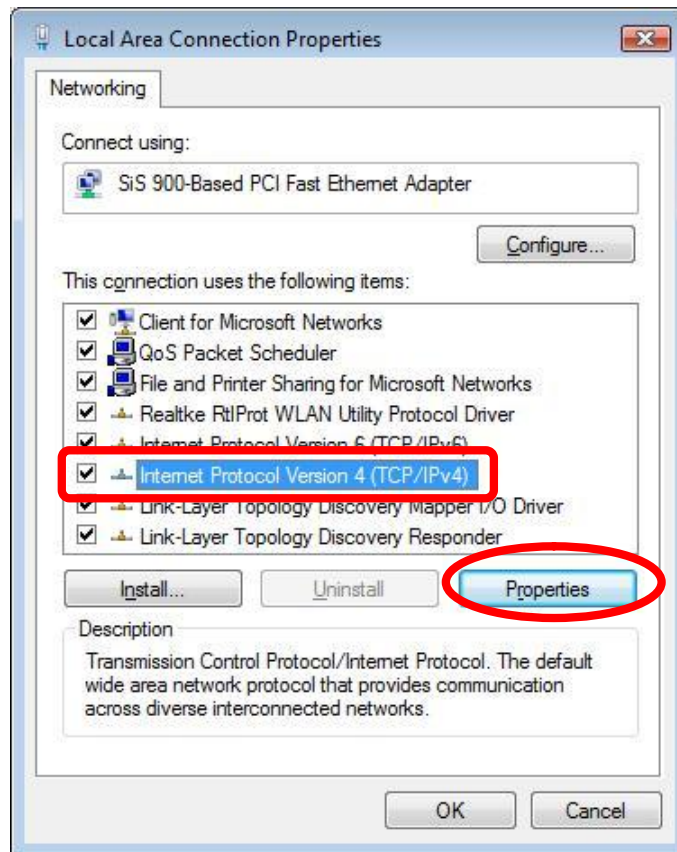 Local Area Connection Properties
Networking
Connect using:
SiS 900-Based PCI Fast Ethernet Adapter
Configure...
This connection uses the following items:
Client for Microsoft Networks
QoS Packet Scheduler
File and Printer Sharing for Microsoft Networks
Realtke RtlProt WLAN Utility Protocol Driver
Internet Protocol Version 6 (TCP/IPv6)
Internet Protocol Version 4 (TCP/IPv4)
Link-Layer Topology Discovery Mapper I/O Driver
Link-Layer Topology Discovery Responder
Install... Uninstall Properties
Description
Transmission Control Protocol/Internet Protocol. The default
wide area network protocol that provides communication
across diverse interconnected networks.
OK Cancel